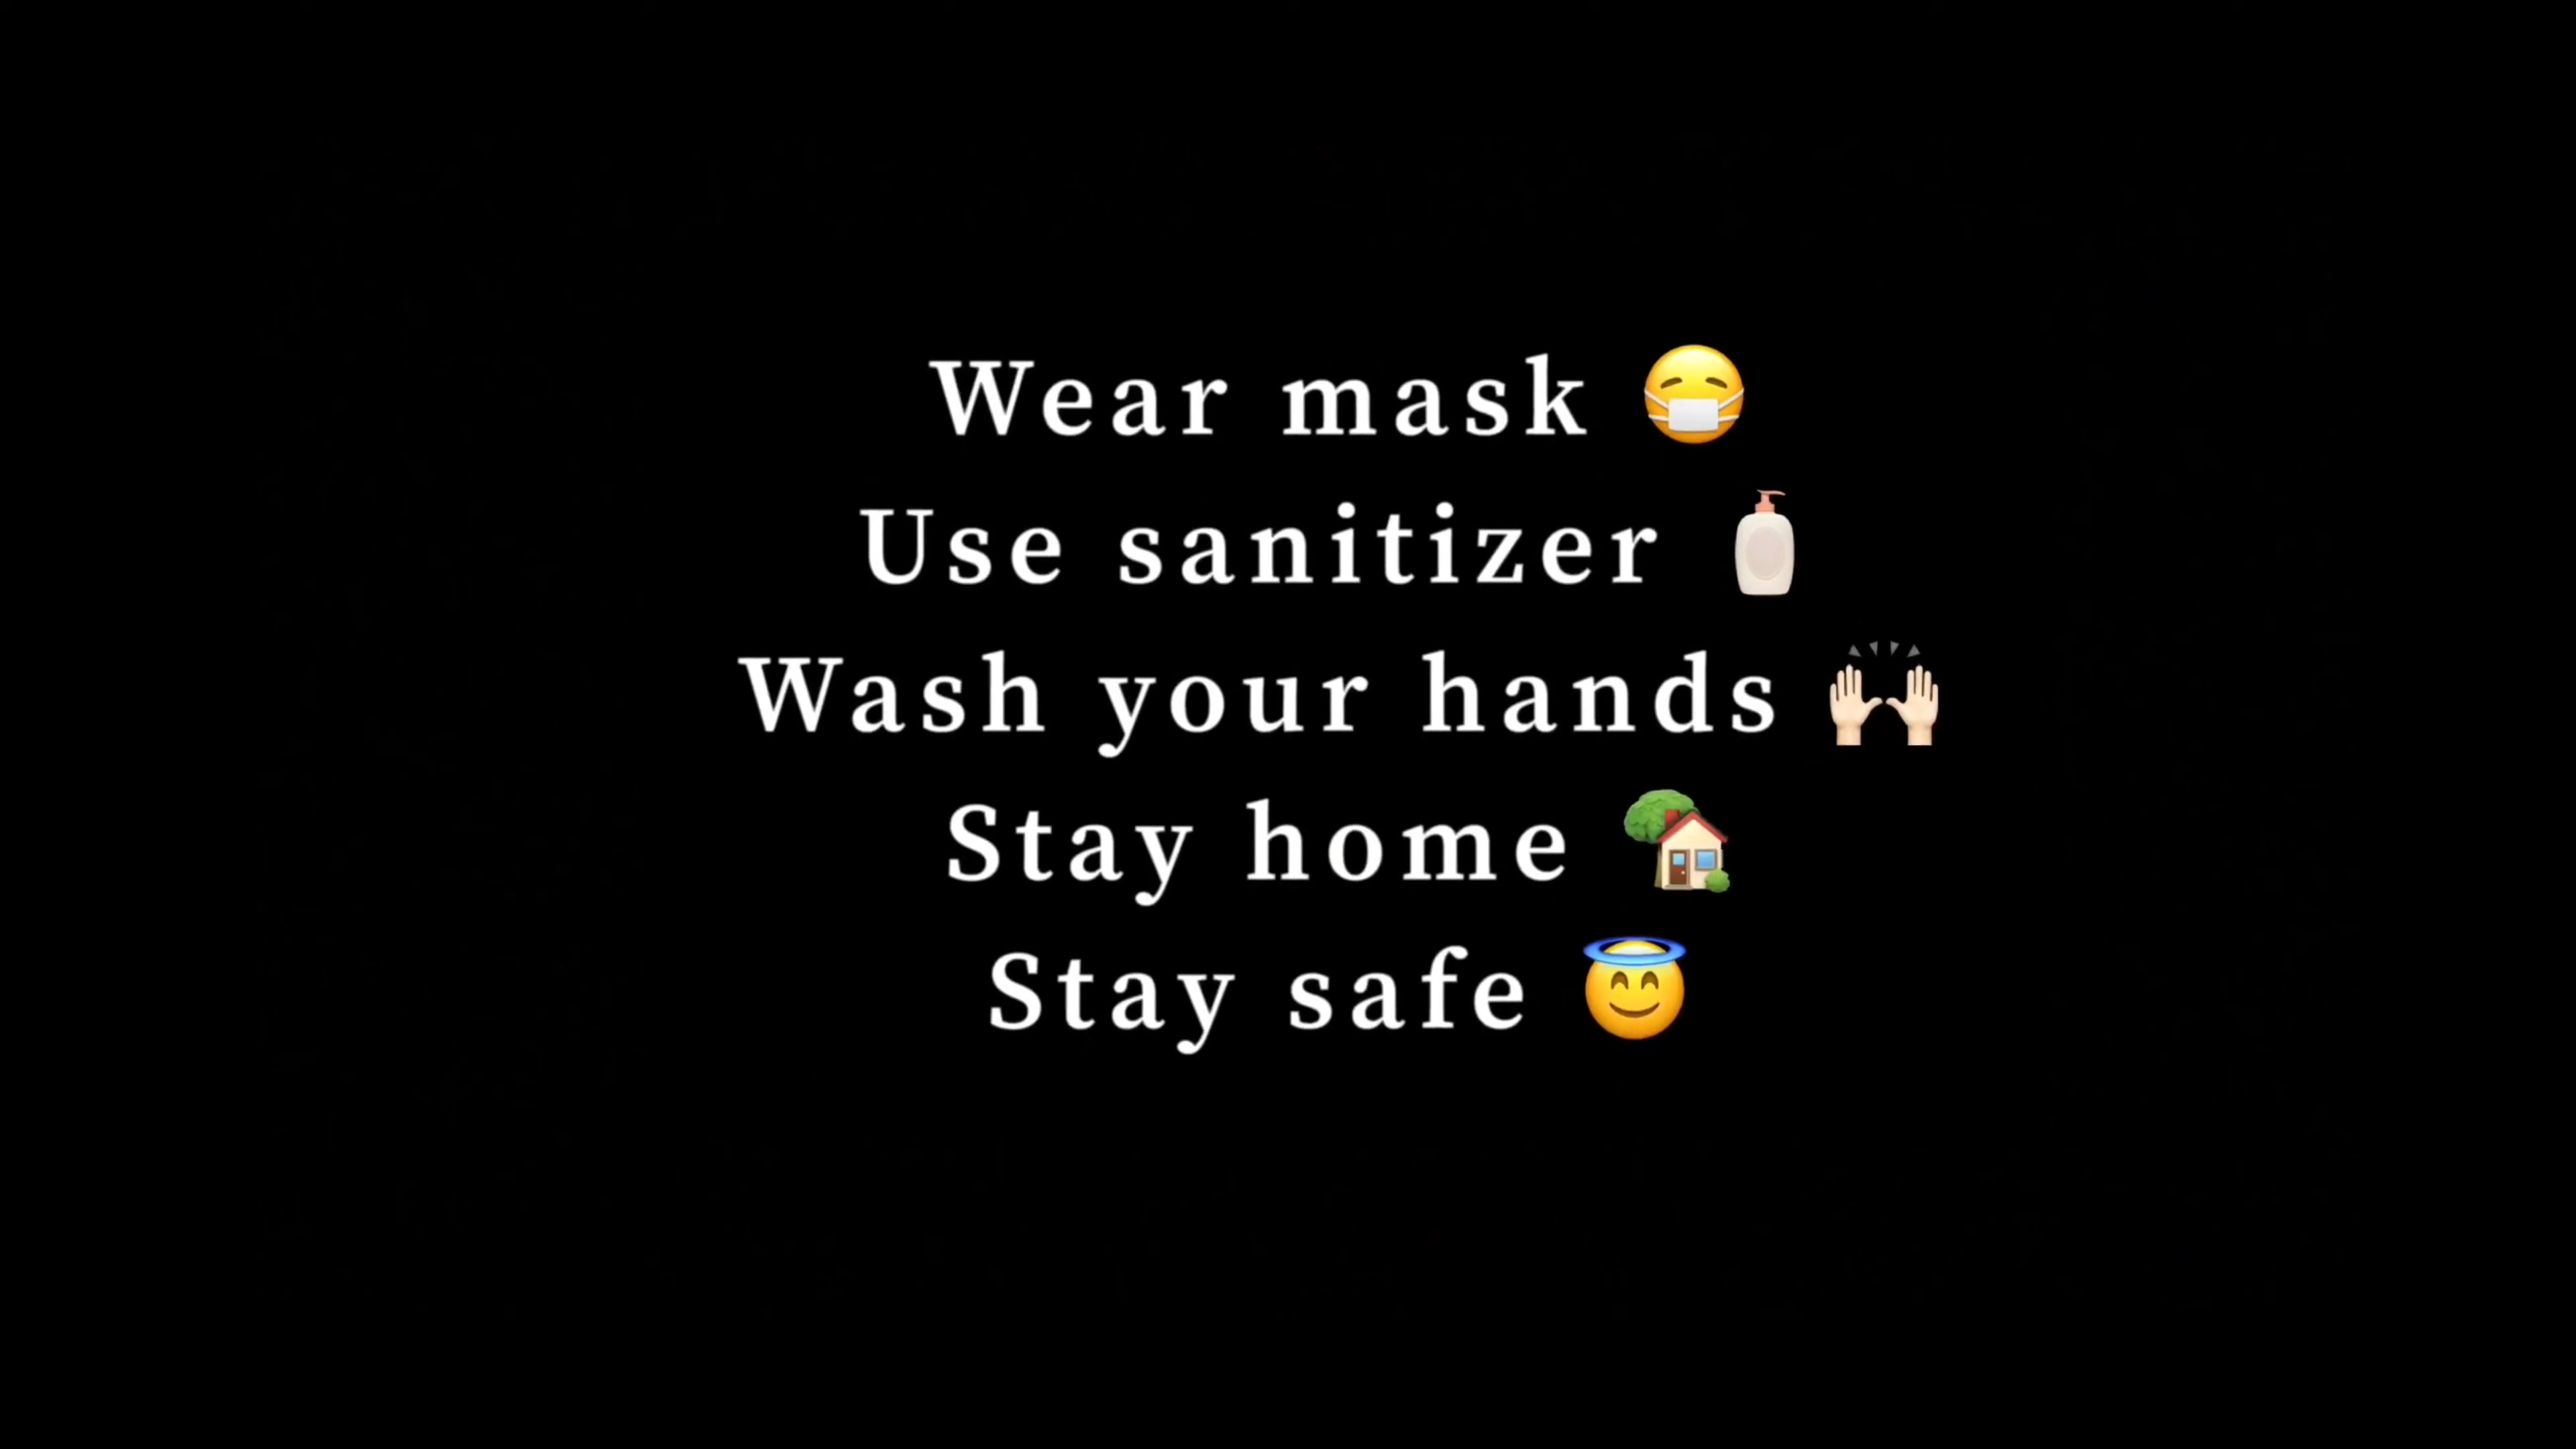 Wear mask 😷
Use sanitizer 🧴
Wash your hands 🙌🏻
Stay home 🏡
Stay safe 😇